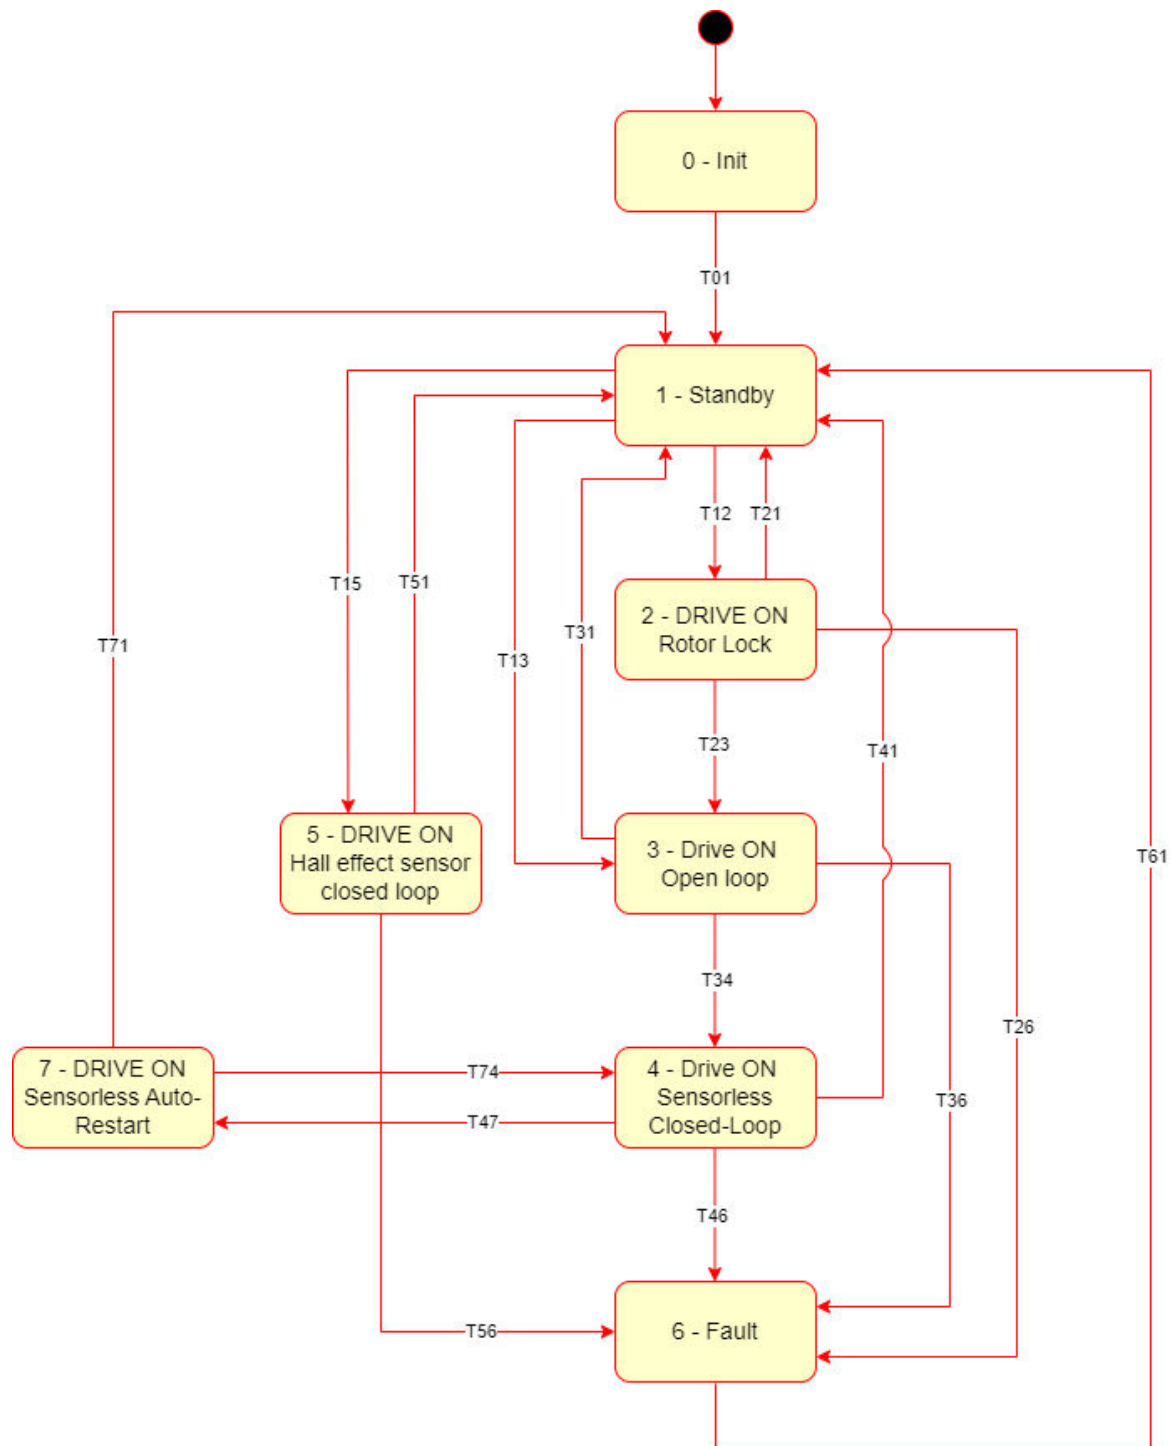 0 - Init
T01
1 - Standby
T12
T21
T15
T51
2 - DRIVE ON
Rotor Lock
T31
T71
T13
T23
T41
5 - DRIVE ON
Hall effect sensor
closed loop
3 - Drive ON
Open loop
T61
T34
T26
7 - DRIVE ON
Sensorless Auto-
Restart
T74
T47
4 - Drive ON
Sensorless
Closed-Loop
T36
T46
6 - Fault
T56